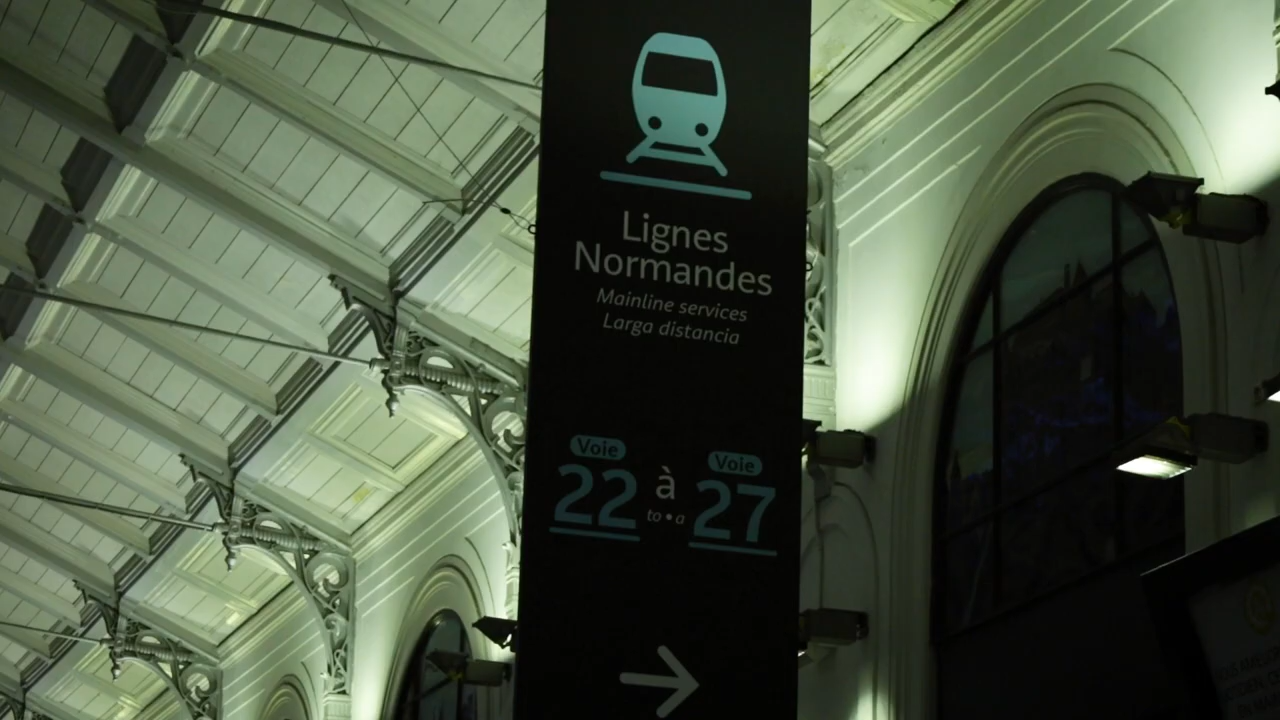 Lignes
Normandes
Mainline services
Larga distancia
Voie Voie
22 à 27
to • a